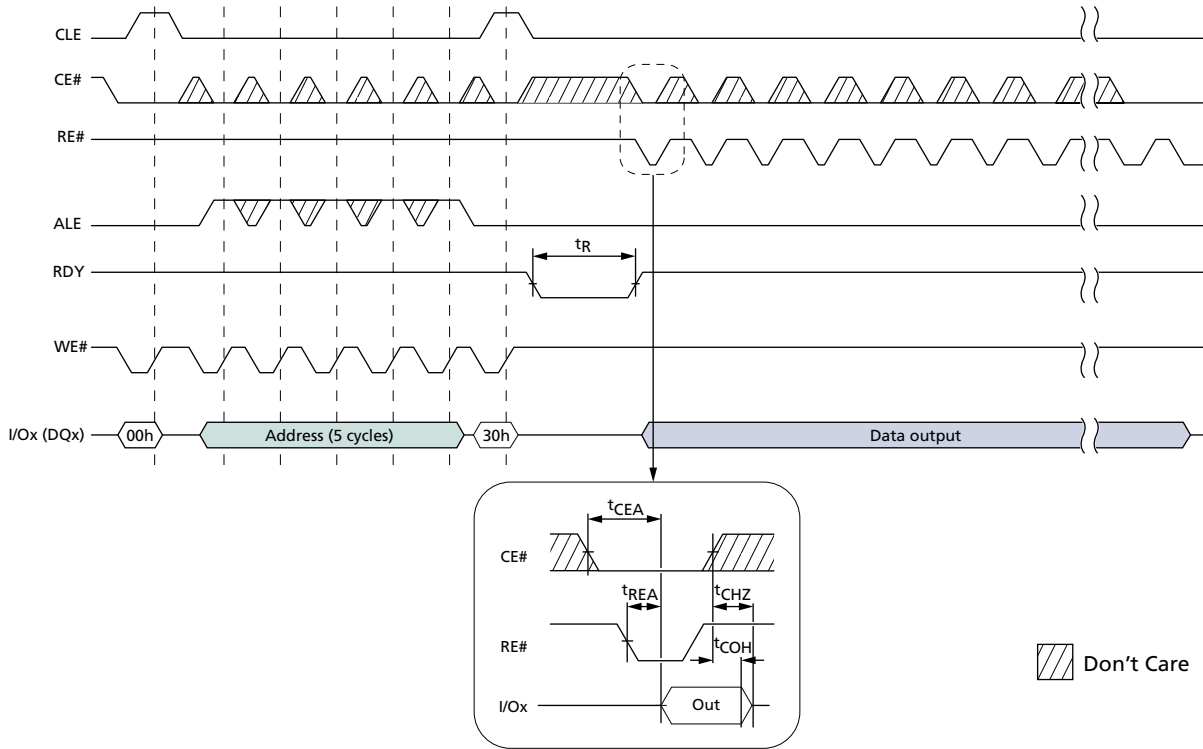 CLE
CE#
RE#
ALE
tR
RDY
WE#
I/Ox (DQx)
00h
Address (5 cycles)
30h
Data output
tCEA
CE#
tREA
tCHZ
RE#
tCOH
I/Ox
Out
Don't Care